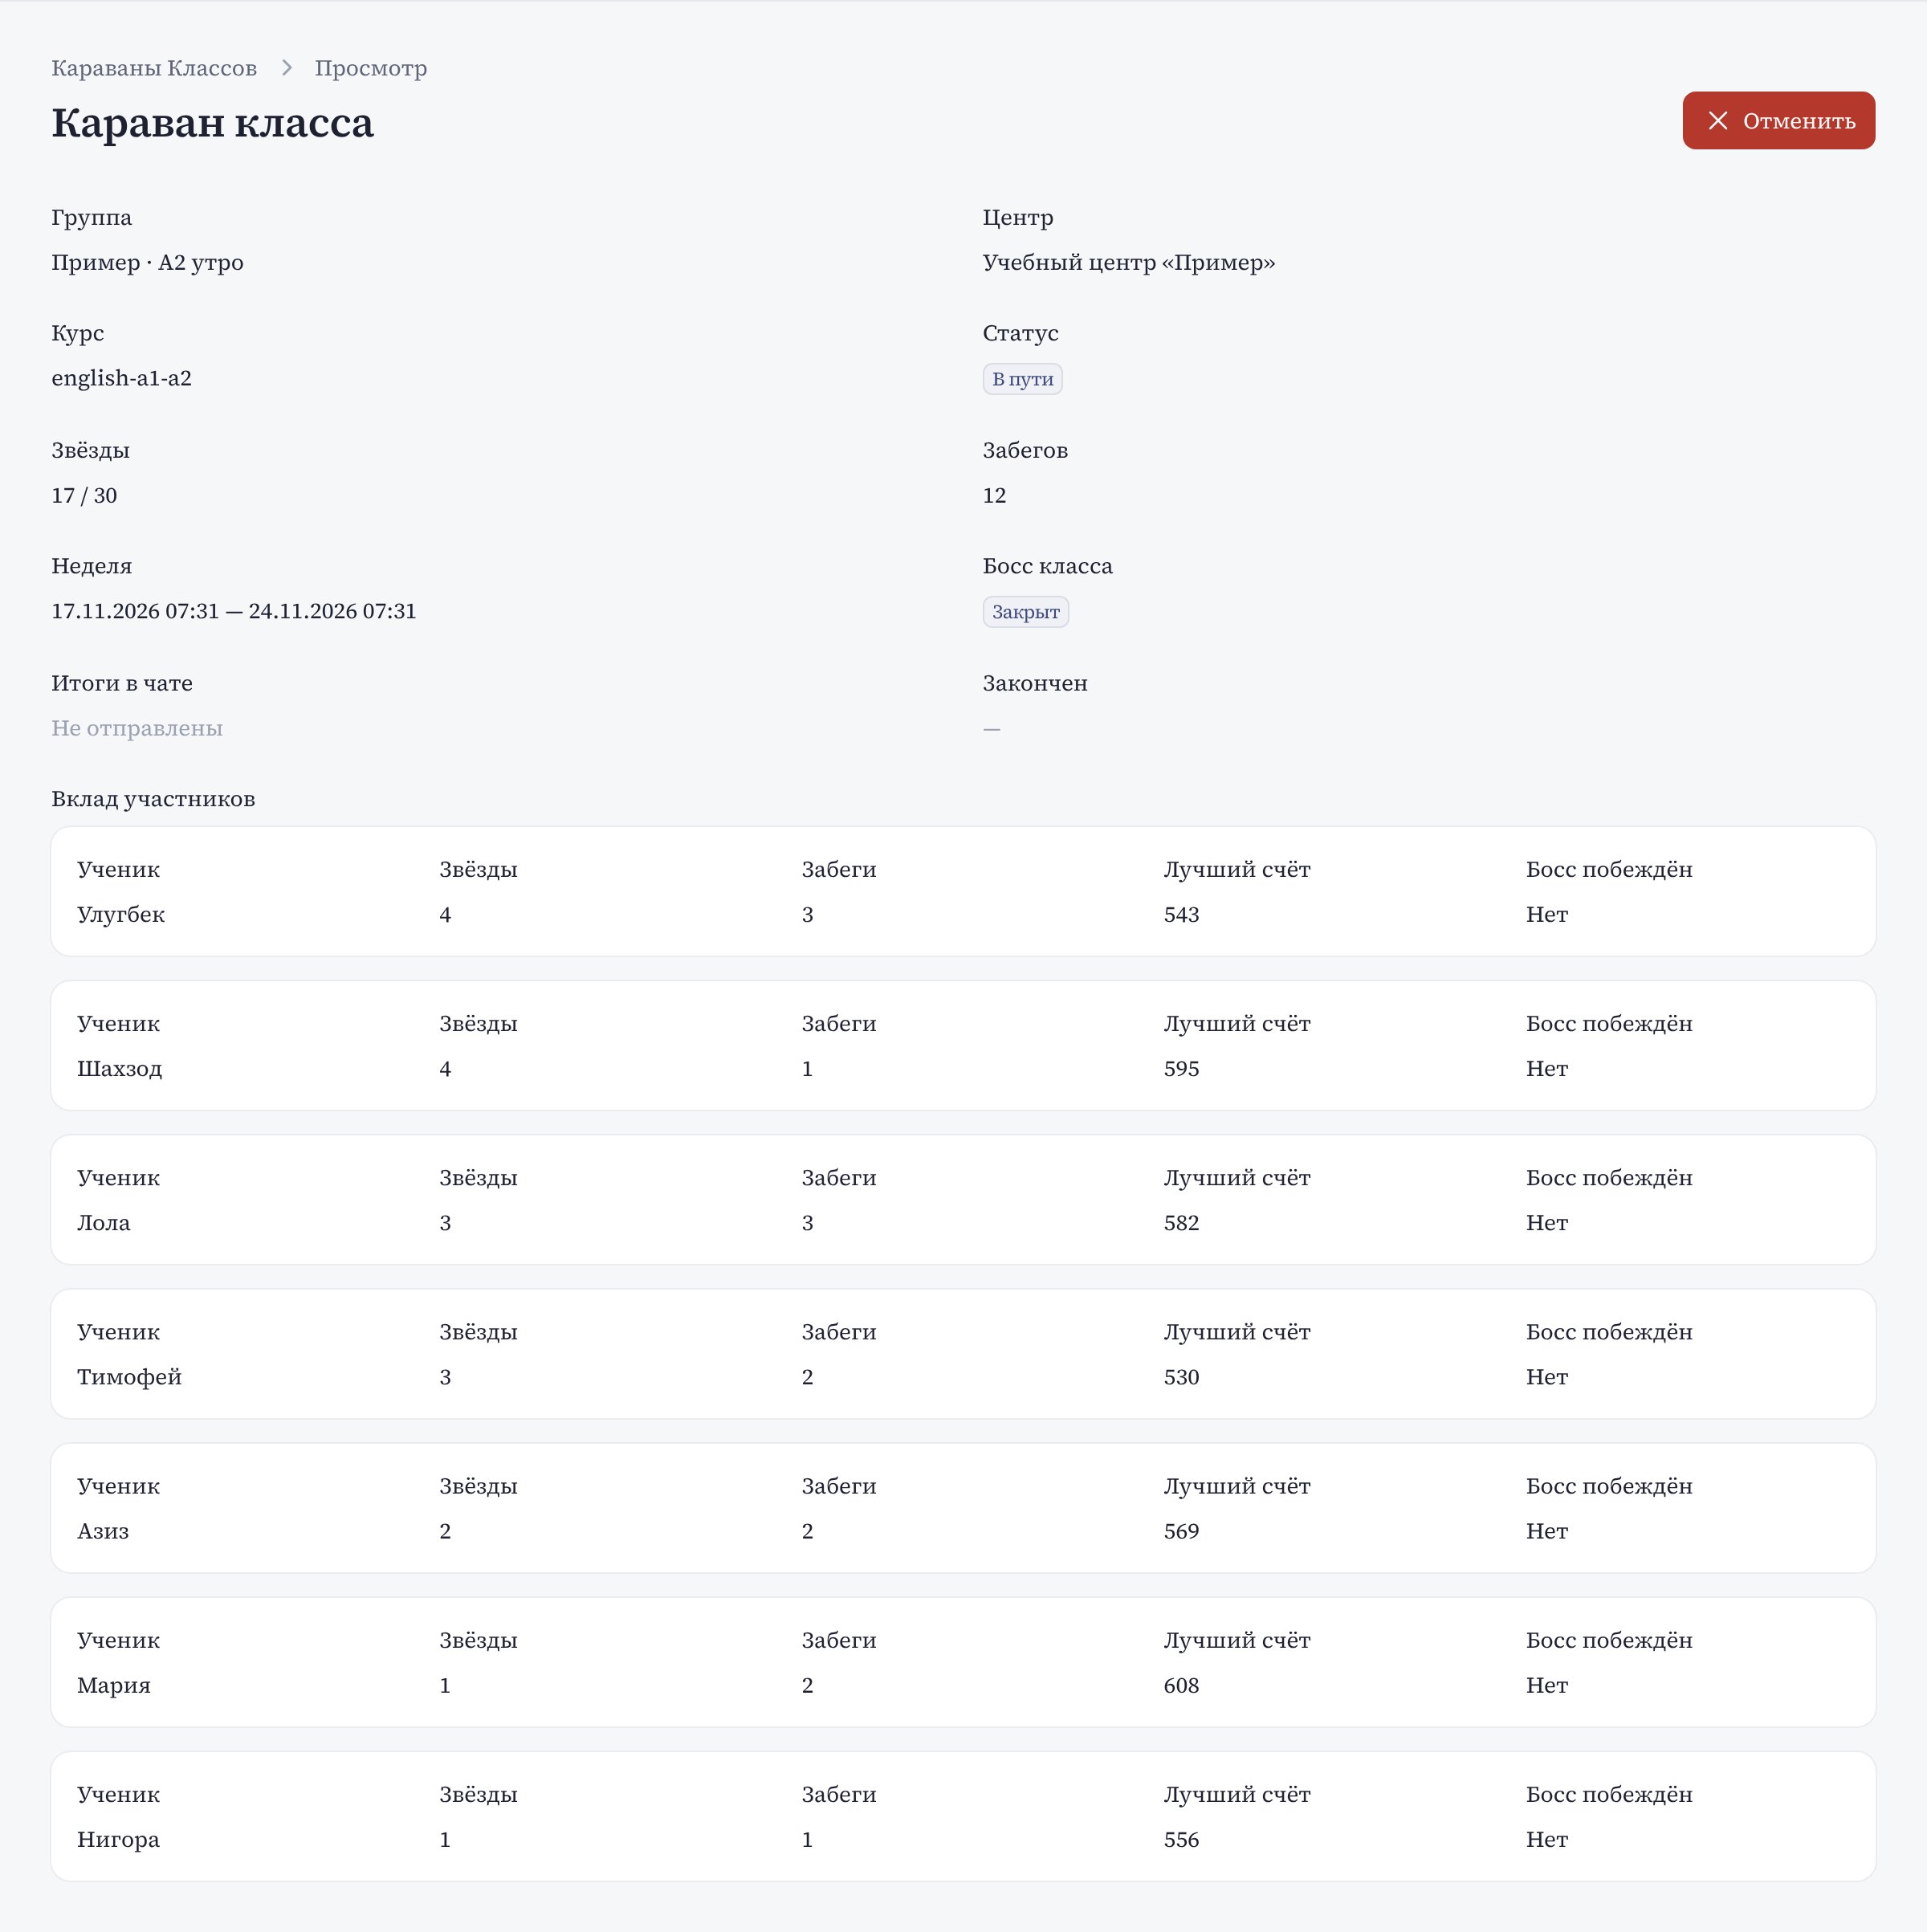 Караваны Классов > Просмотр
Караван класса
Отменить
Группа Центр
Пример · A2 утро Учебный центр «Пример»
Курс Статус
english-a1-a2 В пути
Звёзды Забегов
17 / 30 12
Неделя Босс класса
17.11.2026 07:31 — 24.11.2026 07:31 Закрыт
Итоги в чате Закончен
Не отправлены —
Вклад участников
Ученик Звёзды Забеги Лучший счёт Босс побеждён
Улугбек 4 3 543 Нет
Ученик Звёзды Забеги Лучший счёт Босс побеждён
Шахзод 4 1 595 Нет
Ученик Звёзды Забеги Лучший счёт Босс побеждён
Лола 3 3 582 Нет
Ученик Звёзды Забеги Лучший счёт Босс побеждён
Тимофей 3 2 530 Нет
Ученик Звёзды Забеги Лучший счёт Босс побеждён
Азиз 2 2 569 Нет
Ученик Звёзды Забеги Лучший счёт Босс побеждён
Мария 1 2 608 Нет
Ученик Звёзды Забеги Лучший счёт Босс побеждён
Нигора 1 1 556 Нет